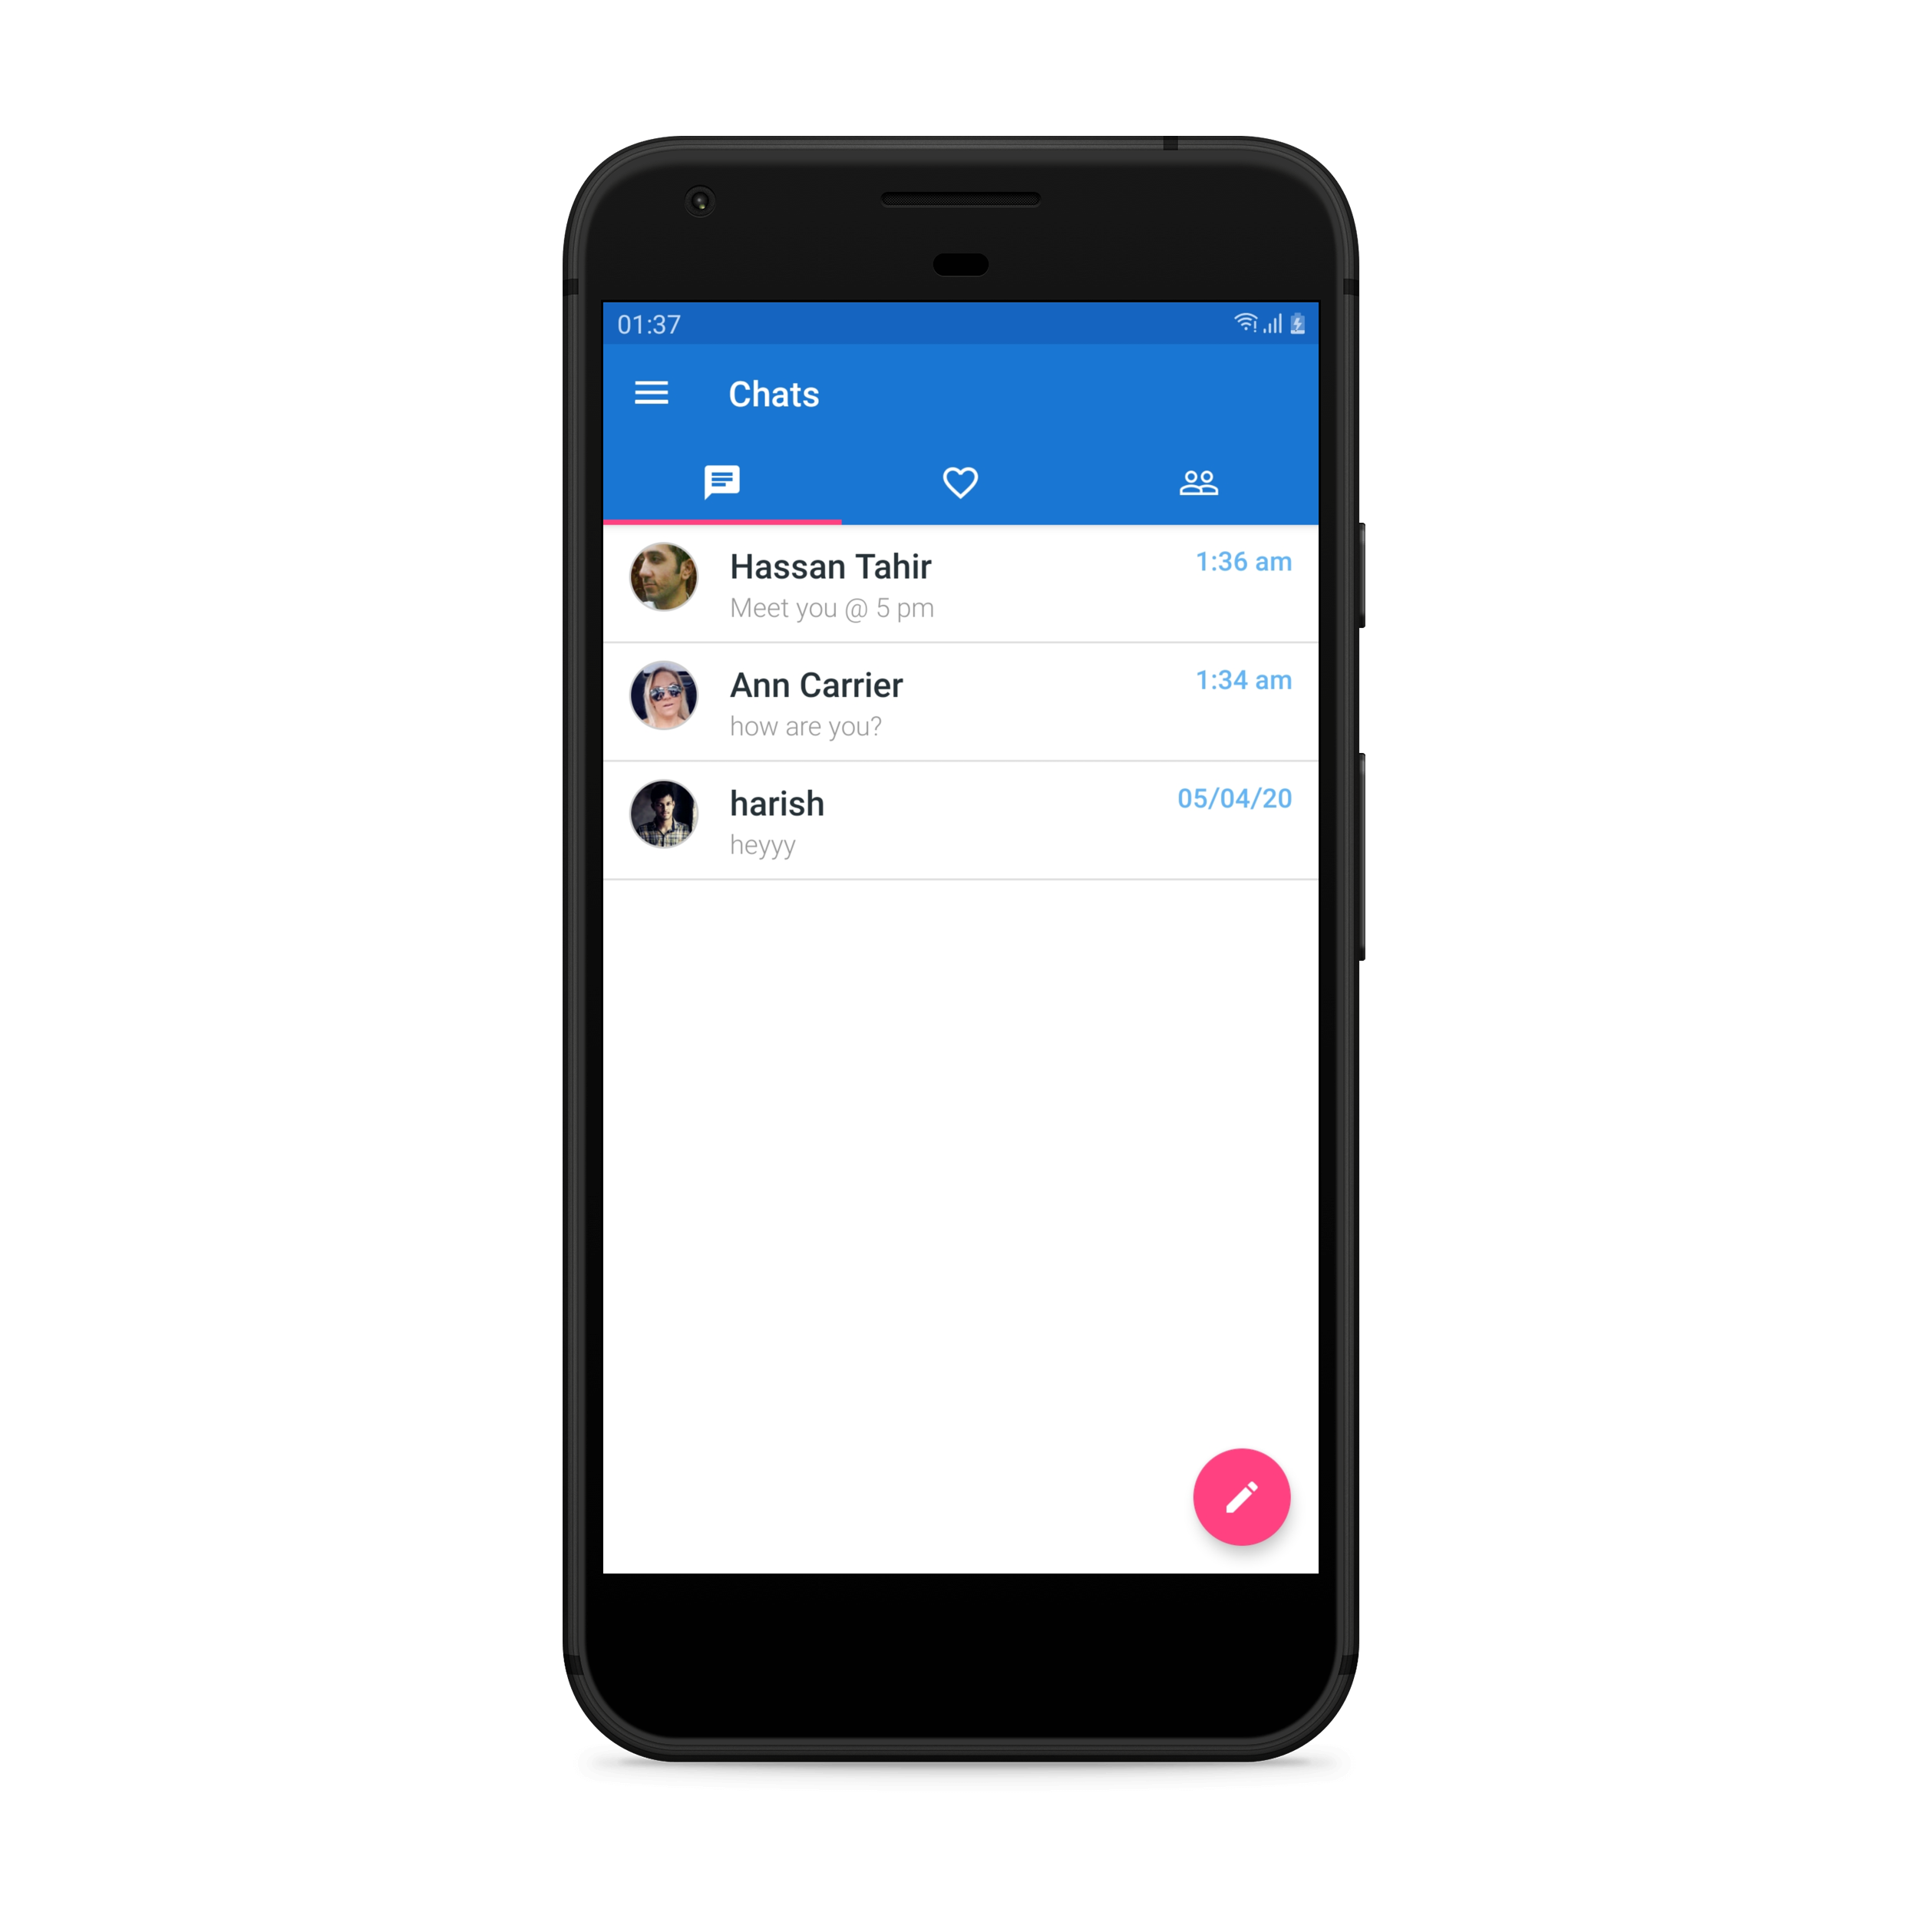 01:37
Chats
Hassan Tahir
1:36 am
Meet you @ 5 pm
Ann Carrier
1:34 am
how are you?
harish
05/04/20
heyyy